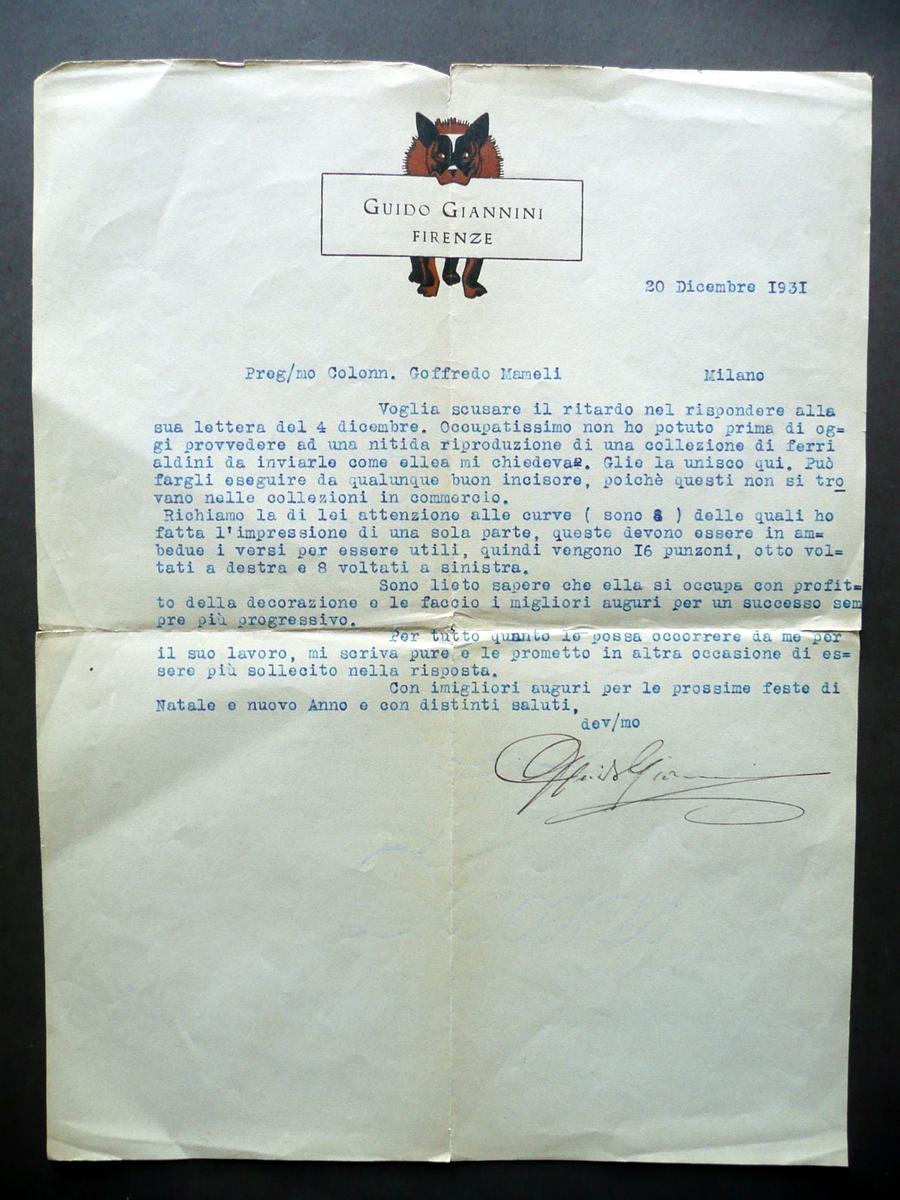 GUIDO GIANNINI
FIRENZE
20 Dicembre 1931
Preg/mo Colonn. Goffredo Mameli Milano
Voglia scusare il ritardo nel rispondere alla
sua lettera del 4 dicembre. Occupatissimo non ho potuto prima di og=
gi provvedere ad una nitida riproduzione di una collezione di ferri
aldini da inviarle come ellea mi chiedeva. Glie la unisco qui. Può
fargli eseguire da qualunque buon incisore, poichè questi non si tro
vano nelle collezioni in commercio.
Richiamo la di lei attenzione alle curve ( sono 8 ) delle quali ho
fatta l'impressione di una sola parte, queste devono essere in am=
bedue i versi per essere utili, quindi vengono 16 punzoni, otto vol=
tati a destra e 8 voltati a sinistra.
Sono lieto sapere che ella si occupa con profit=
to della decorazione e le faccio i migliori auguri per un successo sem
pre più progressivo.
Per tutto quanto le possa occorrere da me per
il suo lavoro, mi scriva pure e le prometto in altra occasione di es=
sere più sollecito nella risposta.
Con imigliori auguri per le prossime feste di
Natale e nuovo Anno e con distinti saluti,
dev/mo
Guido Giannini